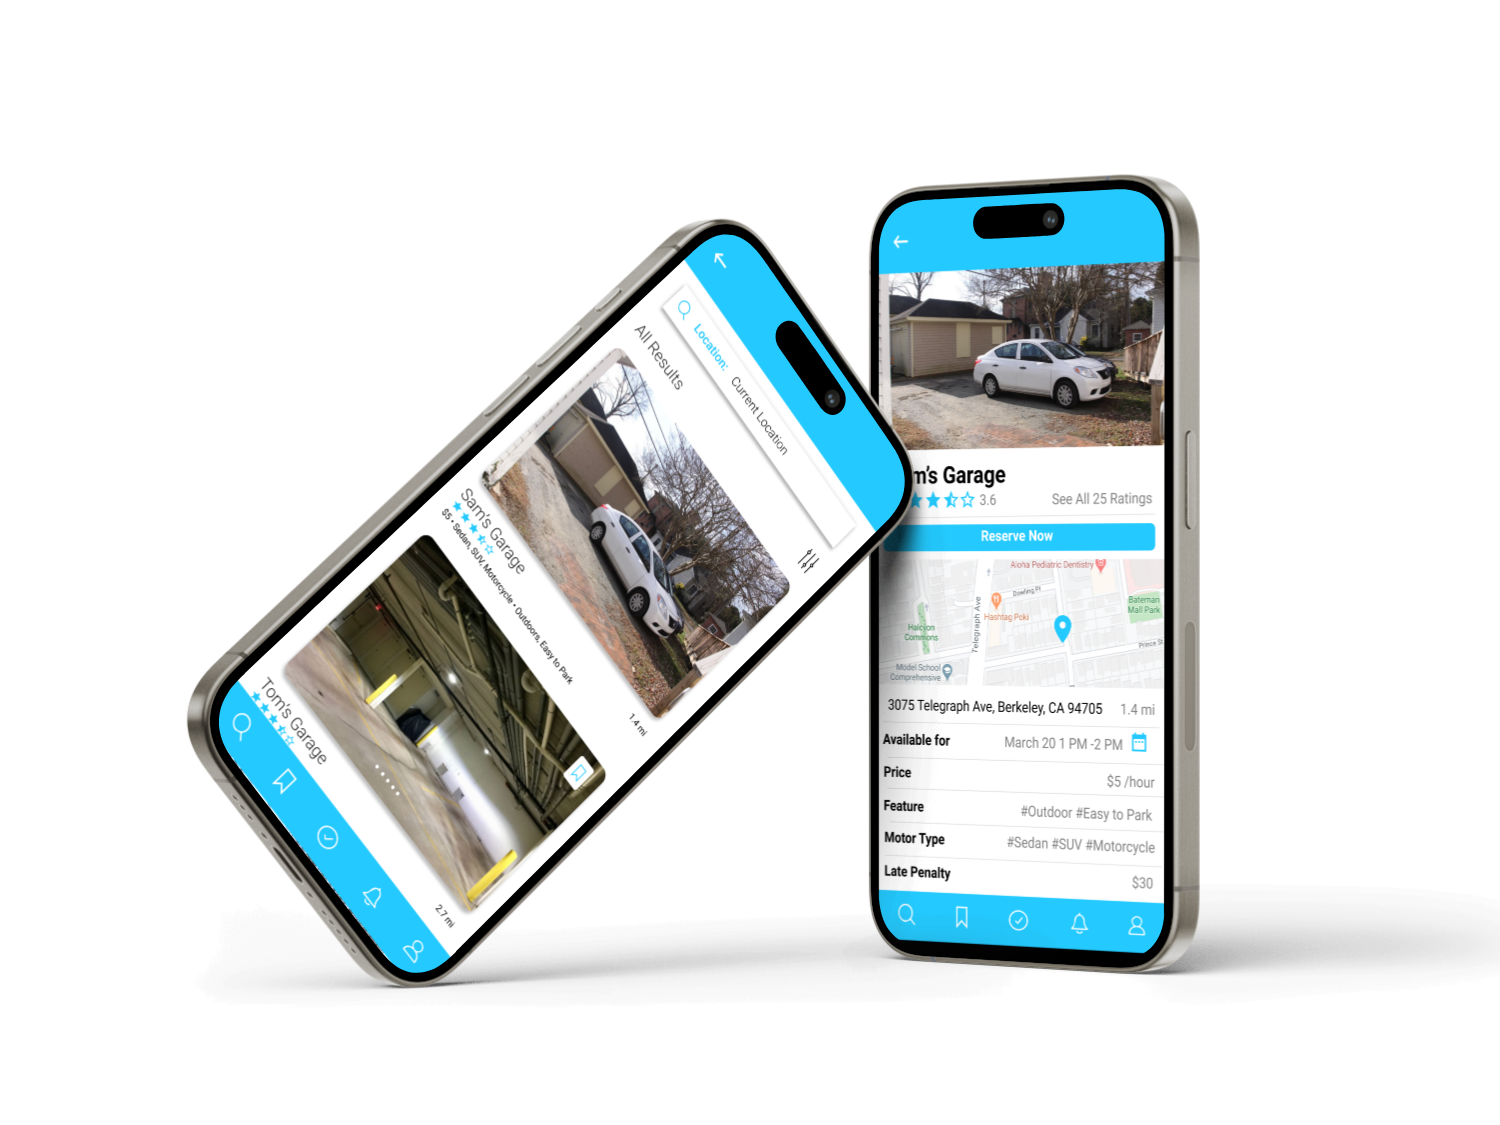 Location: Current Location
All Results
Sam's Garage
$5 • Sedan, SUV, Motorcycle • Outdoors, Easy to Park
1.4 mi
Tom's Garage
2.7 mi
m's Garage
3.6 See All 25 Ratings
Reserve Now
Aloha Pediatric Dentistry
Dowling Pl
Hashtag Poki
Bateman
Mall Park
Halcyon
Commons
Telegraph Ave
Prince St
Model School
Comprehensive
3075 Telegraph Ave, Berkeley, CA 94705 1.4 mi
Available for March 20 1 PM -2 PM
Price $5 /hour
Feature #Outdoor #Easy to Park
Motor Type #Sedan #SUV #Motorcycle
Late Penalty $30